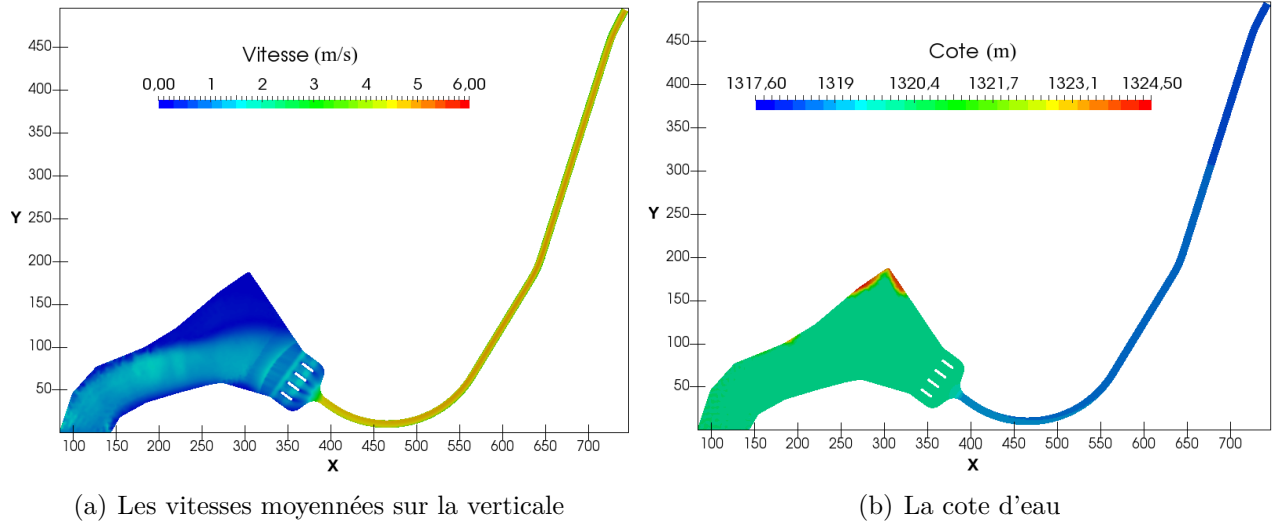 Vitesse (m/s)
0,00 1 2 3 4 5 6,00
450
400
350
300
Y 250
200
150
100
50
100 150 200 250 300 350 400 450 500 550 600 650 700
X
(a) Les vitesses moyennées sur la verticale
Cote (m)
1317,60 1319 1320,4 1321,7 1323,1 1324,50
450
400
350
300
Y 250
200
150
100
50
100 150 200 250 300 350 400 450 500 550 600 650 700
X
(b) La cote d'eau